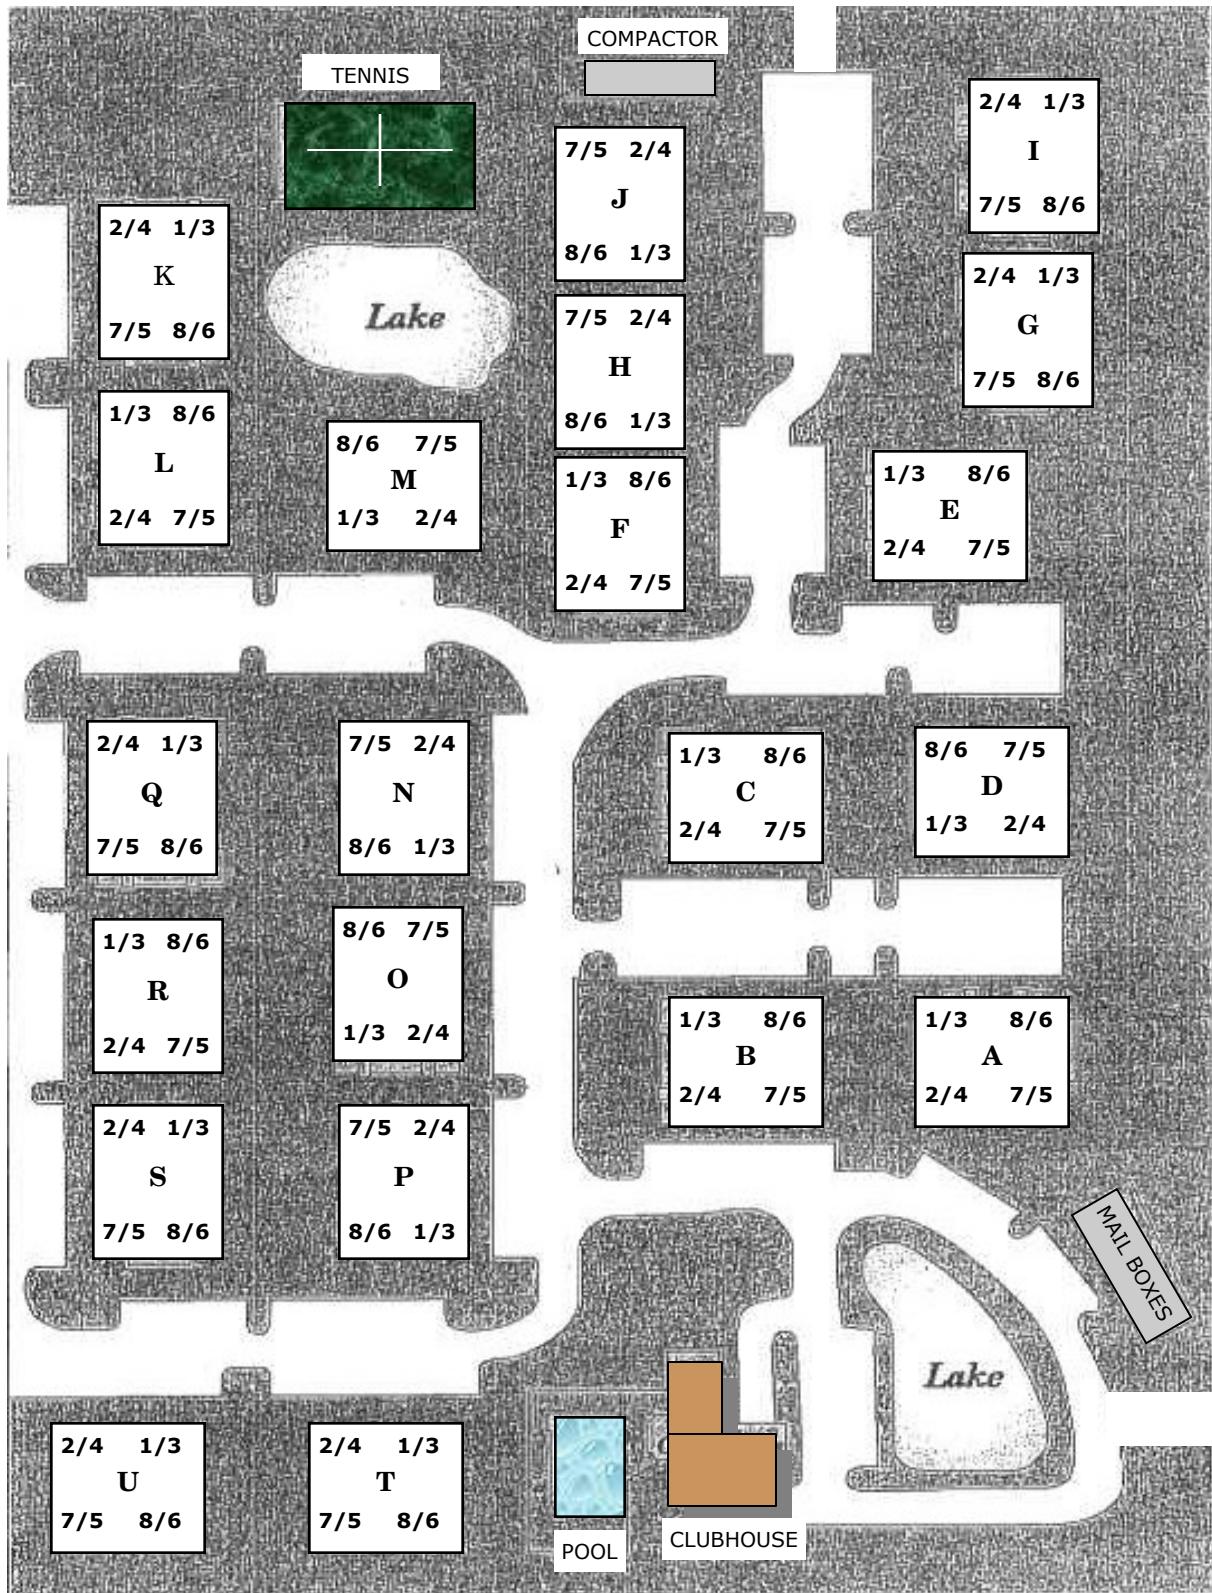 COMPACTOR
TENNIS
2/4 1/3
I
7/5 8/6
7/5 2/4
J
8/6 1/3
2/4 1/3
K
7/5 8/6
Lake
2/4 1/3
G
7/5 8/6
7/5 2/4
H
8/6 1/3
1/3 8/6
L
2/4 7/5
8/6 7/5
M
1/3 2/4
1/3 8/6
F
2/4 7/5
1/3 8/6
E
2/4 7/5
2/4 1/3
Q
7/5 8/6
7/5 2/4
N
8/6 1/3
1/3 8/6
C
2/4 7/5
8/6 7/5
D
1/3 2/4
1/3 8/6
R
2/4 7/5
8/6 7/5
O
1/3 2/4
1/3 8/6
B
2/4 7/5
1/3 8/6
A
2/4 7/5
2/4 1/3
S
7/5 8/6
7/5 2/4
P
8/6 1/3
MAIL BOXES
Lake
2/4 1/3
U
7/5 8/6
2/4 1/3
T
7/5 8/6
POOL
CLUBHOUSE